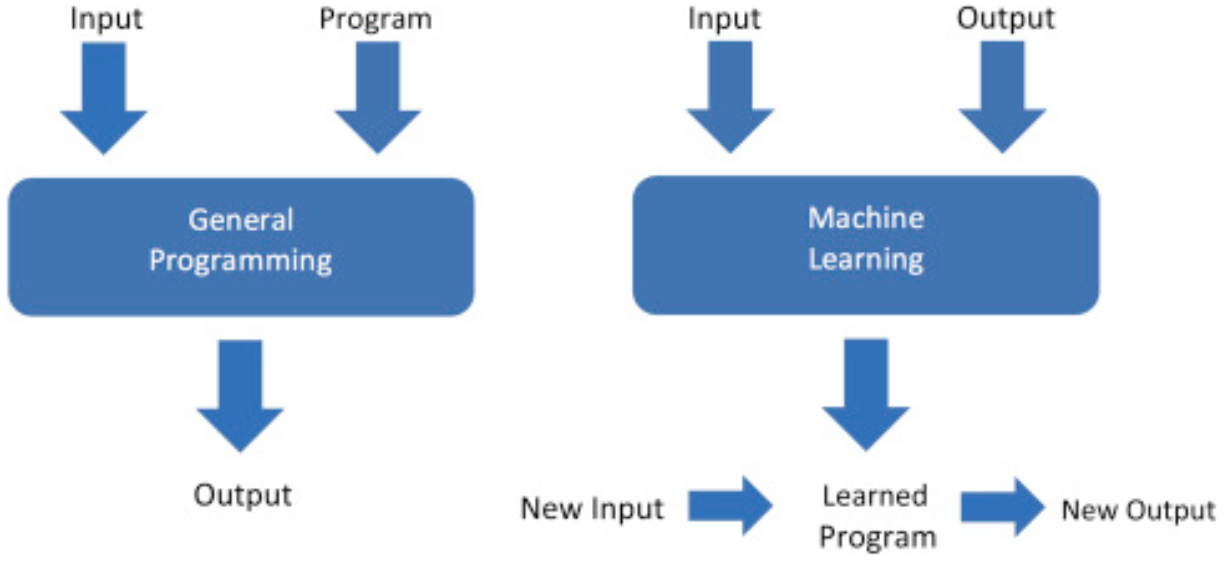 Input
Program
General
Programming
Output
Input
Output
Machine
Learning
New Input
Learned
Program
New Output